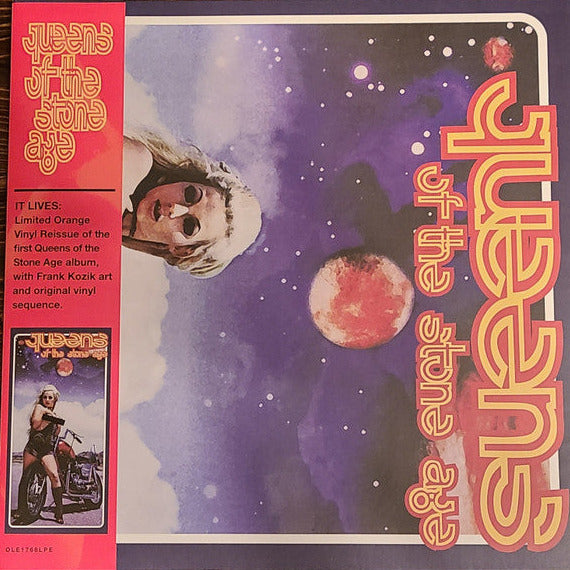 queens
of the
stone
age
IT LIVES:
Limited Orange
Vinyl Reissue of the
first Queens of the
Stone Age album,
with Frank Kozik art
and original vinyl
sequence.
queens
of the stone age
OLE1766LPE
queens
of the stone age